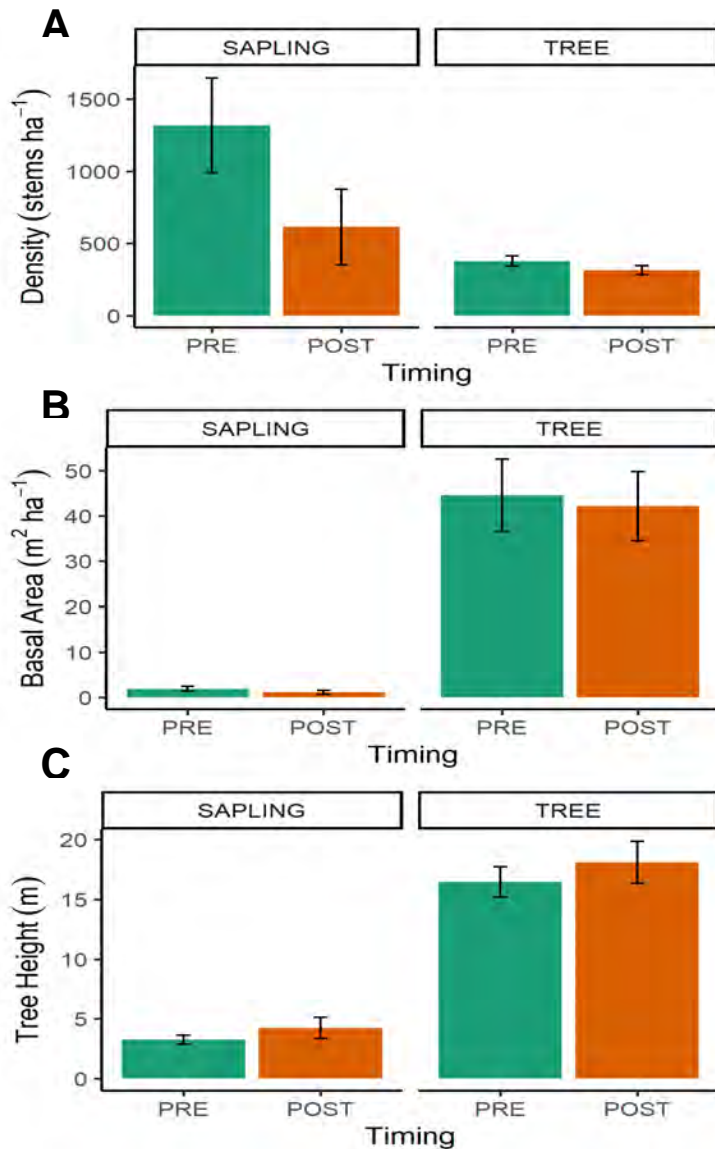 A
SAPLING TREE
Density (stems ha⁻¹)
1500
1000
500
0
PRE POST PRE POST
Timing
B
SAPLING TREE
Basal Area (m² ha⁻¹)
50
40
30
20
10
0
PRE POST PRE POST
Timing
C
SAPLING TREE
Tree Height (m)
20
15
10
5
0
PRE POST PRE POST
Timing